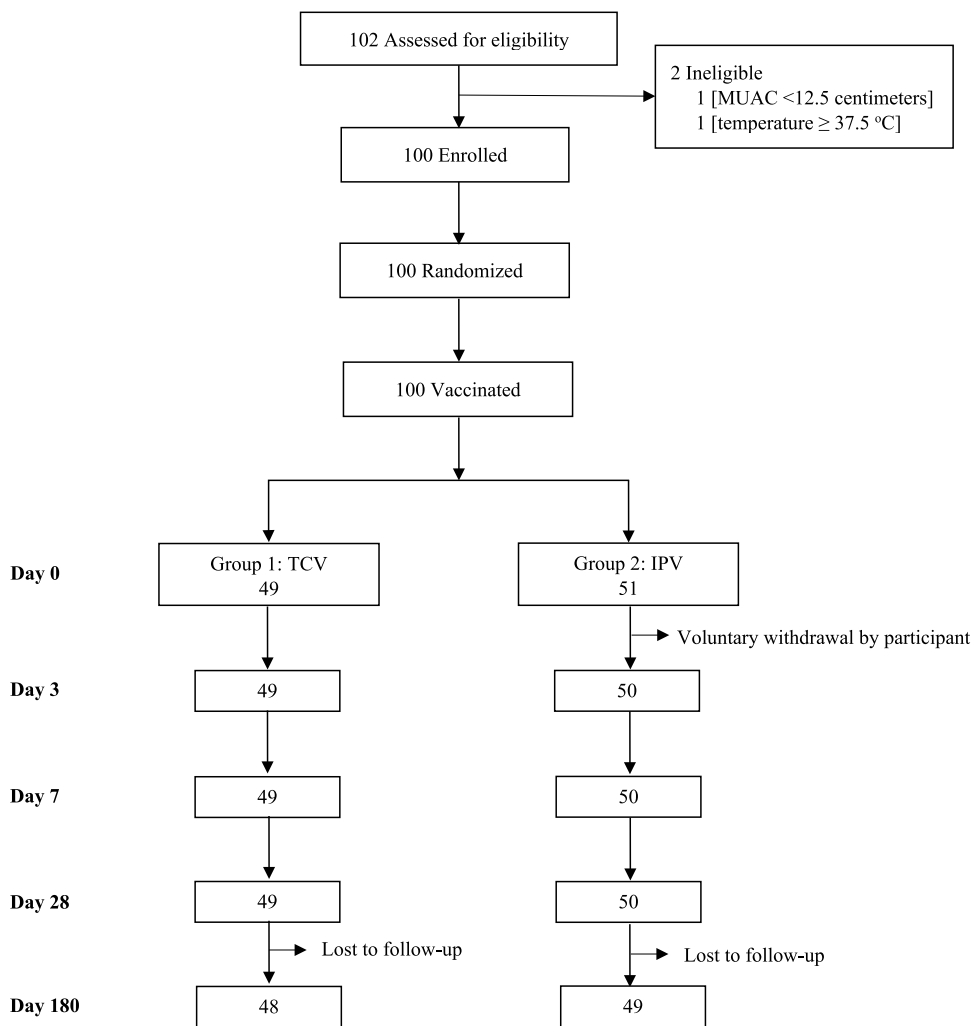 102 Assessed for eligibility
2 Ineligible
1 [MUAC <12.5 centimeters]
1 [temperature ≥ 37.5 °C]
100 Enrolled
100 Randomized
100 Vaccinated
Day 0
Group 1: TCV
49
Group 2: IPV
51
Voluntary withdrawal by participant
Day 3
49
50
Day 7
49
50
Day 28
49
50
Lost to follow-up
Lost to follow-up
Day 180
48
49